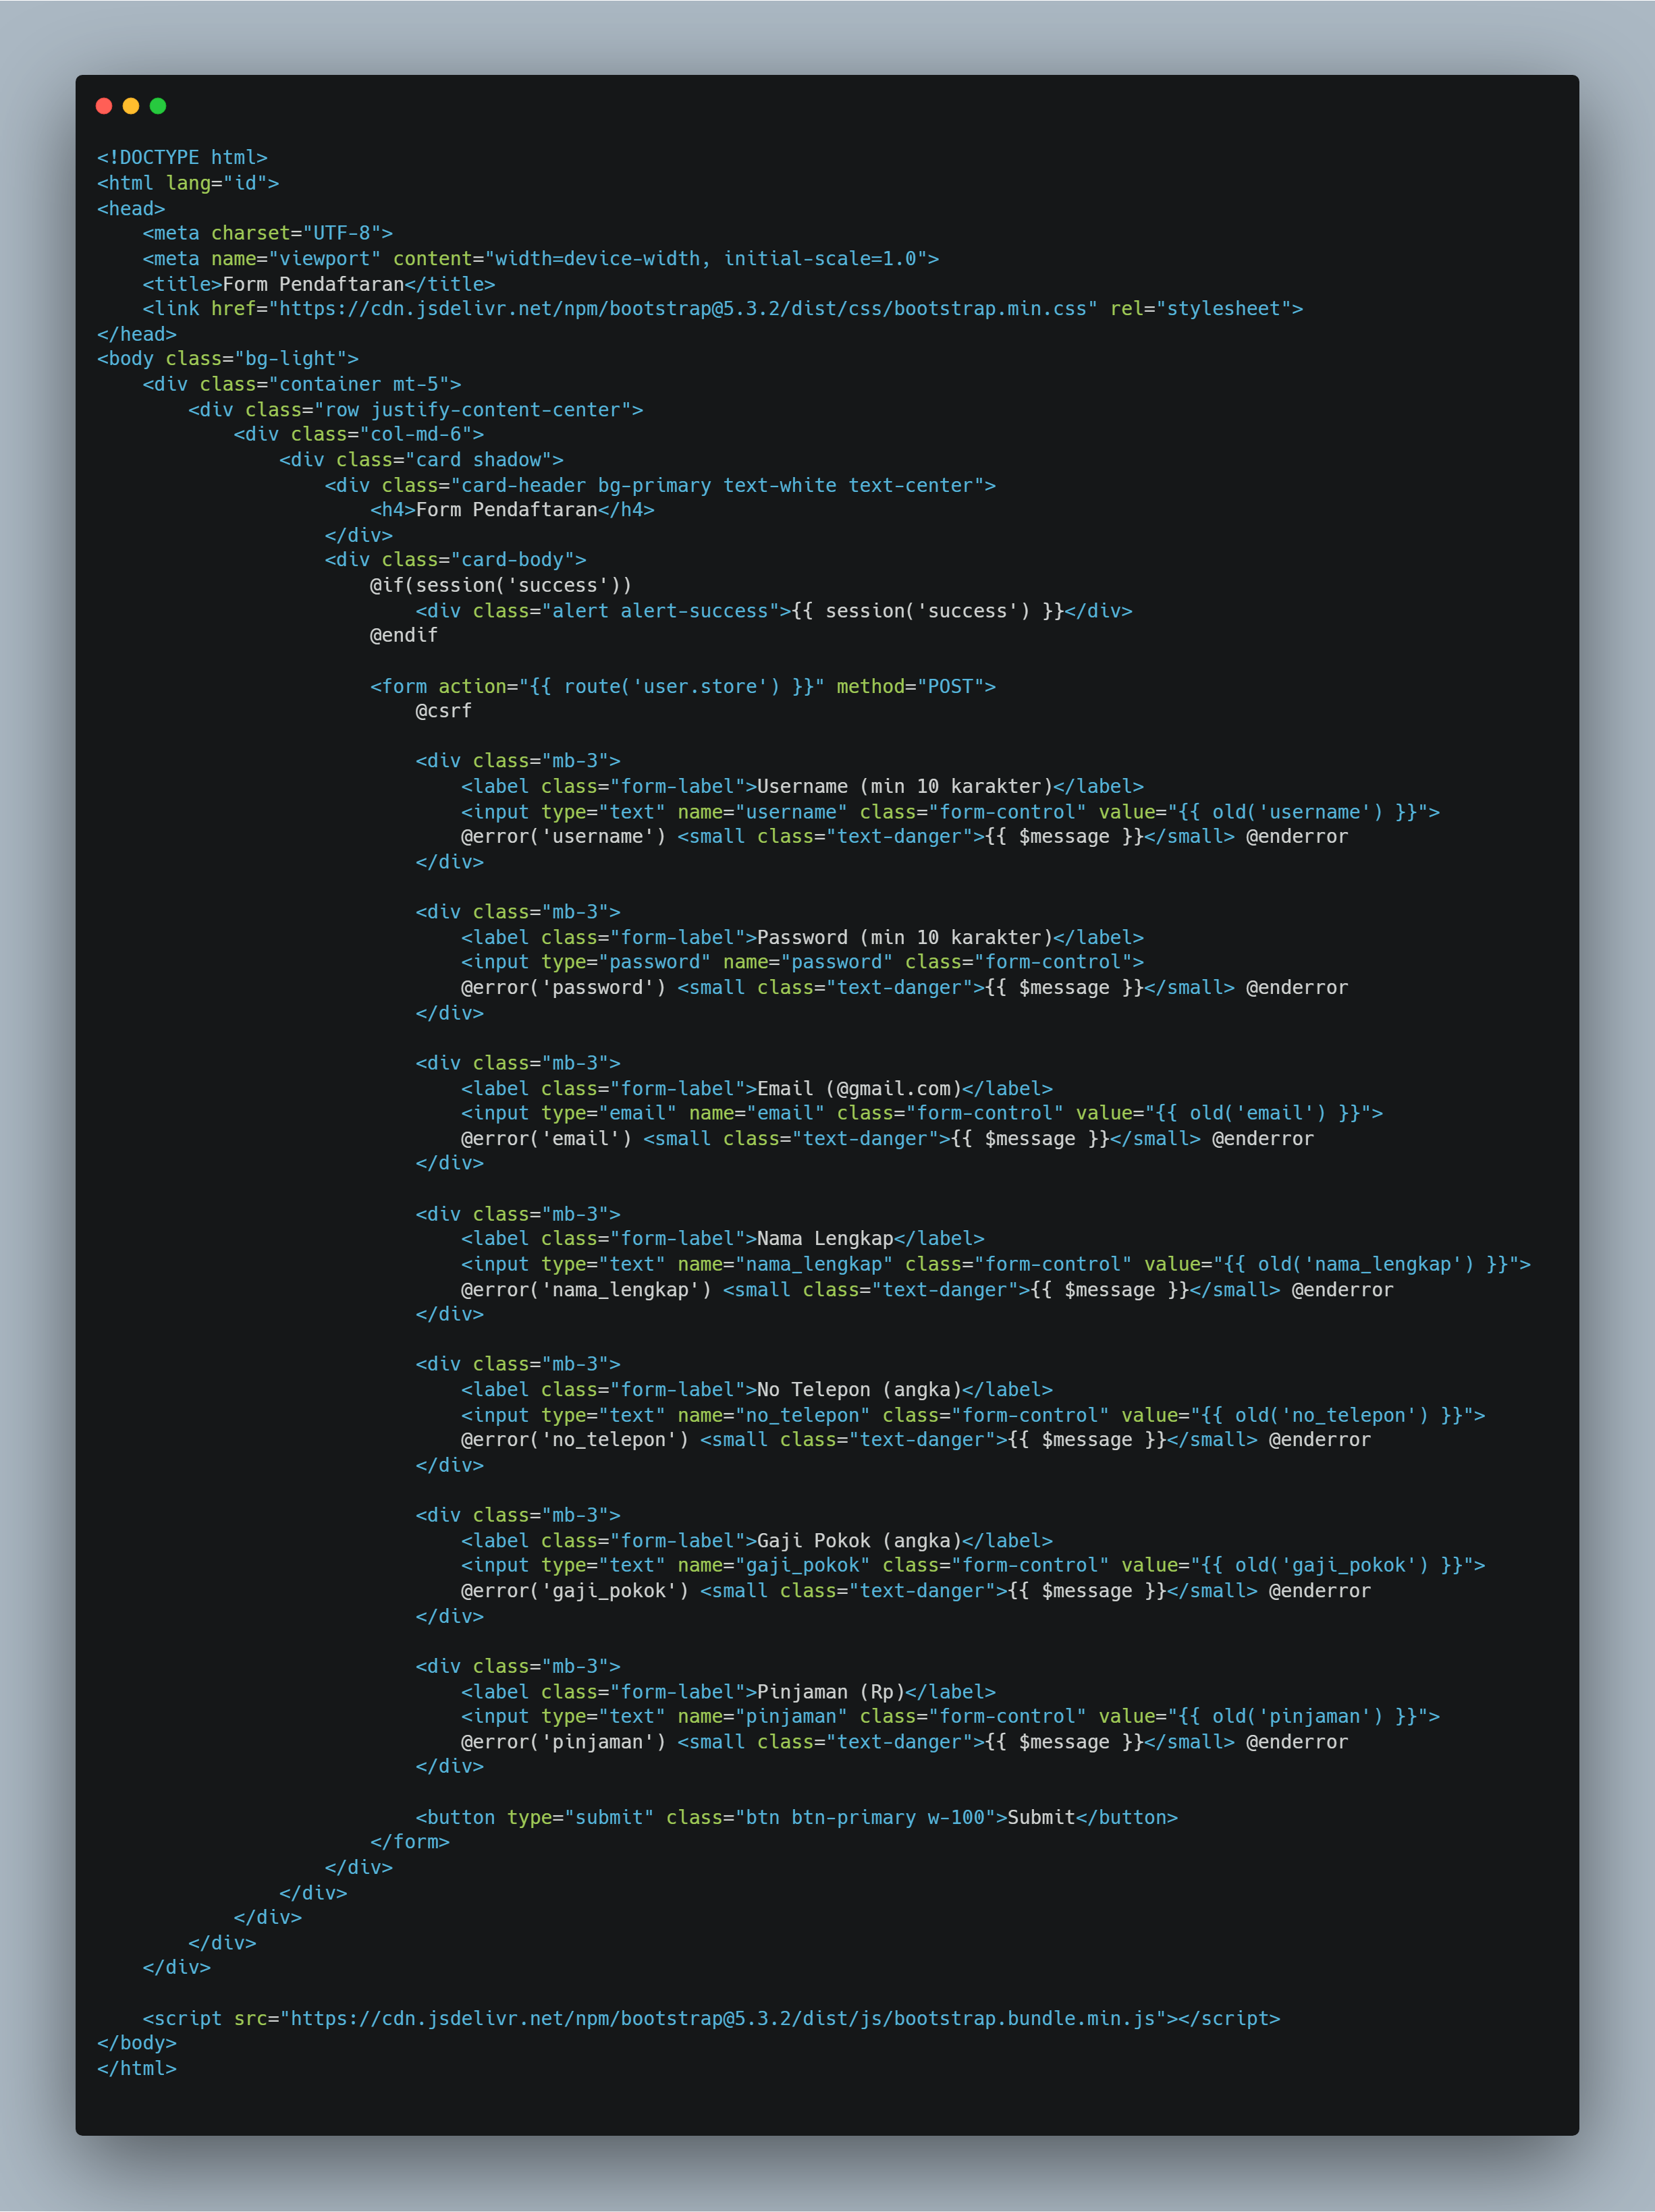 <!DOCTYPE html>
<html lang="id">
<head>
    <meta charset="UTF-8">
    <meta name="viewport" content="width=device-width, initial-scale=1.0">
    <title>Form Pendaftaran</title>
    <link href="https://cdn.jsdelivr.net/npm/bootstrap@5.3.2/dist/css/bootstrap.min.css" rel="stylesheet">
</head>
<body class="bg-light">
    <div class="container mt-5">
        <div class="row justify-content-center">
            <div class="col-md-6">
                <div class="card shadow">
                    <div class="card-header bg-primary text-white text-center">
                        <h4>Form Pendaftaran</h4>
                    </div>
                    <div class="card-body">
                        @if(session('success'))
                            <div class="alert alert-success">{{ session('success') }}</div>
                        @endif

                        <form action="{{ route('user.store') }}" method="POST">
                            @csrf

                            <div class="mb-3">
                                <label class="form-label">Username (min 10 karakter)</label>
                                <input type="text" name="username" class="form-control" value="{{ old('username') }}">
                                @error('username') <small class="text-danger">{{ $message }}</small> @enderror
                            </div>

                            <div class="mb-3">
                                <label class="form-label">Password (min 10 karakter)</label>
                                <input type="password" name="password" class="form-control">
                                @error('password') <small class="text-danger">{{ $message }}</small> @enderror
                            </div>

                            <div class="mb-3">
                                <label class="form-label">Email (@gmail.com)</label>
                                <input type="email" name="email" class="form-control" value="{{ old('email') }}">
                                @error('email') <small class="text-danger">{{ $message }}</small> @enderror
                            </div>

                            <div class="mb-3">
                                <label class="form-label">Nama Lengkap</label>
                                <input type="text" name="nama_lengkap" class="form-control" value="{{ old('nama_lengkap') }}">
                                @error('nama_lengkap') <small class="text-danger">{{ $message }}</small> @enderror
                            </div>

                            <div class="mb-3">
                                <label class="form-label">No Telepon (angka)</label>
                                <input type="text" name="no_telepon" class="form-control" value="{{ old('no_telepon') }}">
                                @error('no_telepon') <small class="text-danger">{{ $message }}</small> @enderror
                            </div>

                            <div class="mb-3">
                                <label class="form-label">Gaji Pokok (angka)</label>
                                <input type="text" name="gaji_pokok" class="form-control" value="{{ old('gaji_pokok') }}">
                                @error('gaji_pokok') <small class="text-danger">{{ $message }}</small> @enderror
                            </div>

                            <div class="mb-3">
                                <label class="form-label">Pinjaman (Rp)</label>
                                <input type="text" name="pinjaman" class="form-control" value="{{ old('pinjaman') }}">
                                @error('pinjaman') <small class="text-danger">{{ $message }}</small> @enderror
                            </div>

                            <button type="submit" class="btn btn-primary w-100">Submit</button>
                        </form>
                    </div>
                </div>
            </div>
        </div>
    </div>

    <script src="https://cdn.jsdelivr.net/npm/bootstrap@5.3.2/dist/js/bootstrap.bundle.min.js"></script>
</body>
</html>